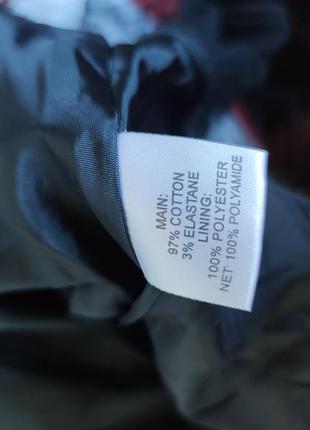 MAIN:
97% COTTON
3% ELASTANE
LINING:
100% POLYESTER
NET: 100% POLYAMIDE